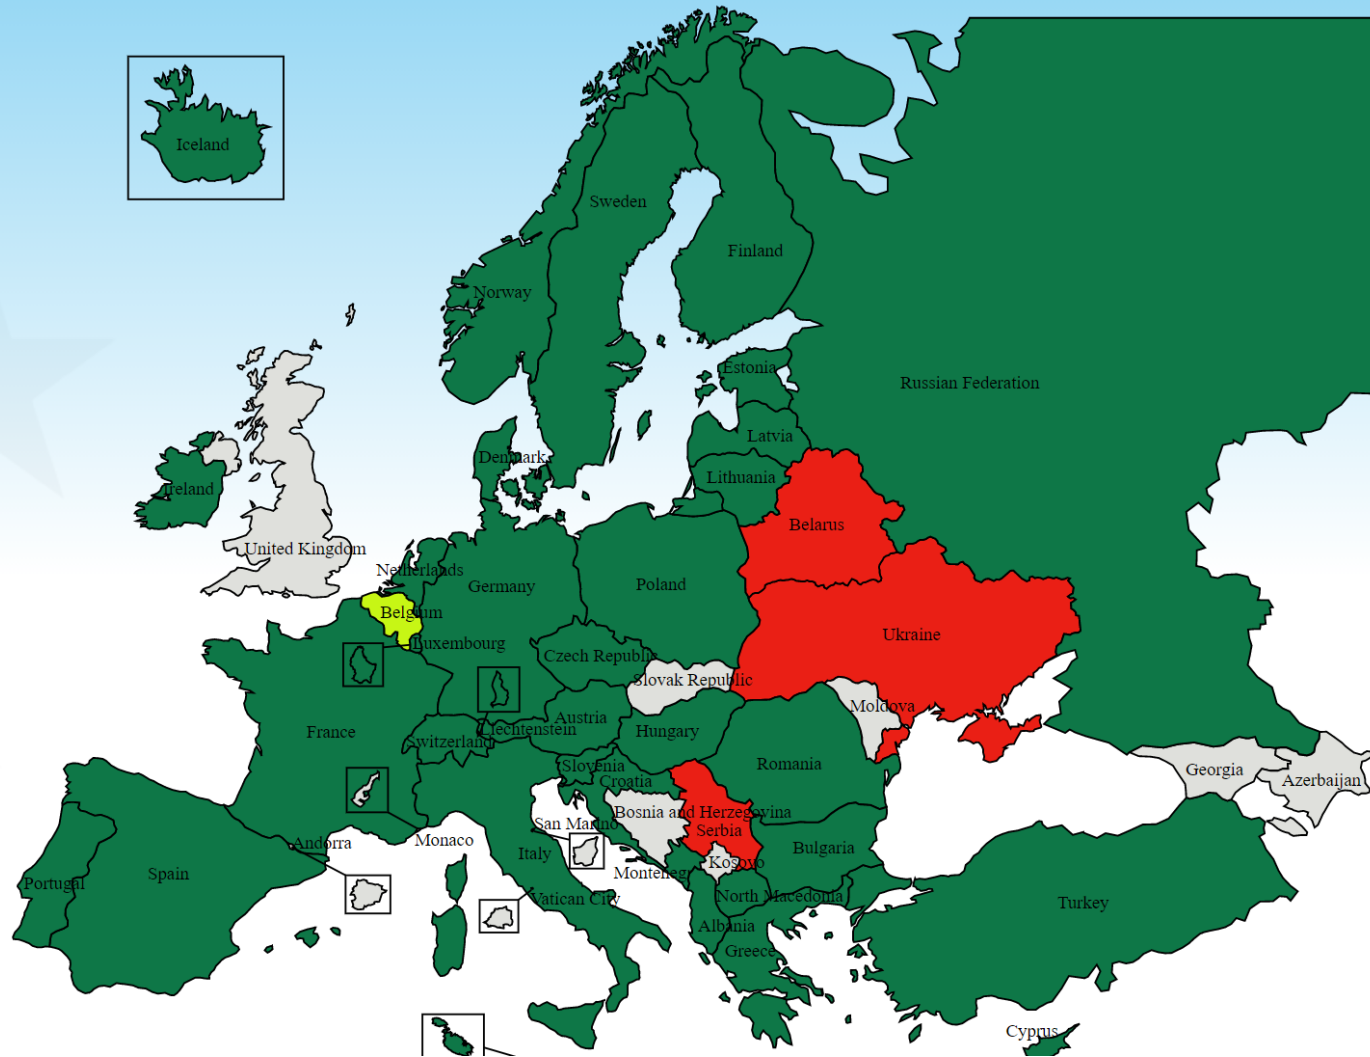 Iceland
Sweden
Finland
Norway
Estonia
Russian Federation
Latvia
Denmark
Lithuania
Ireland
Belarus
United Kingdom
Netherlands
Germany
Poland
Belgium
Ukraine
Luxembourg
Czech Republic
Slovak Republic
Moldova
Austria
Liechtenstein
France
Hungary
Switzerland
Slovenia
Romania
Georgia
Croatia
Azerbaijan
Bosnia and Herzegovina
San Marino
Serbia
Monaco
Andorra
Bulgaria
Italy
Kosovo
Montenegr
Spain
Portugal
North Macedonia
Vatican City
Turkey
Albania
Greece
Cyprus